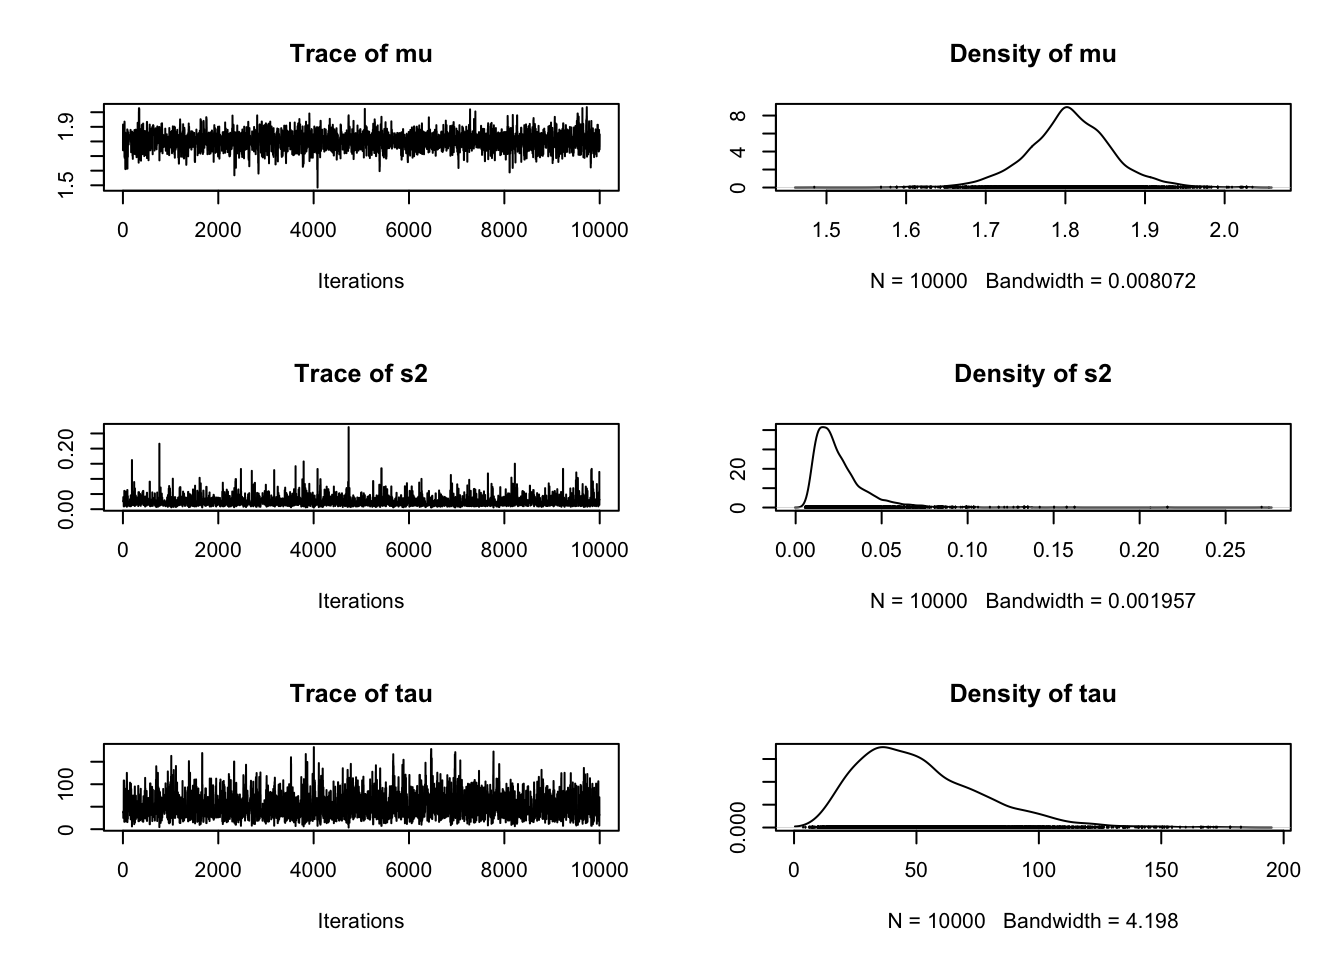 Trace of mu
1.9
1.5
0 2000 4000 6000 8000 10000
Iterations
Density of mu
8
4
0
1.5 1.6 1.7 1.8 1.9 2.0
N = 10000 Bandwidth = 0.008072
Trace of s2
0.20
0.00
0 2000 4000 6000 8000 10000
Iterations
Density of s2
20
0
0.00 0.05 0.10 0.15 0.20 0.25
N = 10000 Bandwidth = 0.001957
Trace of tau
100
0
0 2000 4000 6000 8000 10000
Iterations
Density of tau
0.000
0 50 100 150 200
N = 10000 Bandwidth = 4.198